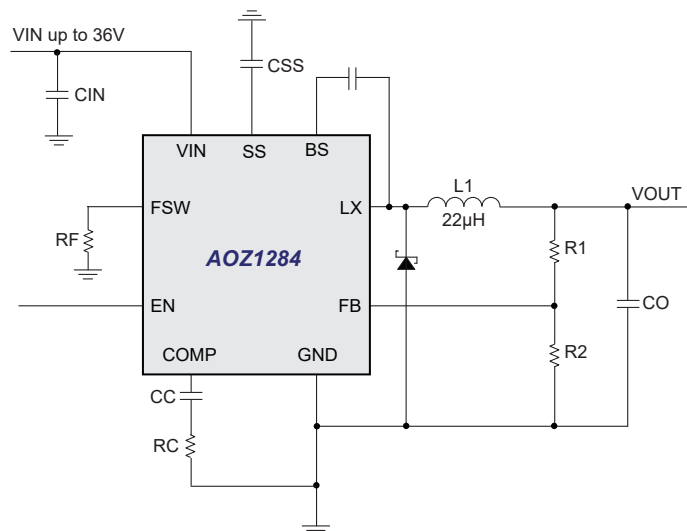 VIN up to 36V
CSS
CIN
VIN
SS
BS
L1
VOUT
FSW
LX
22μH
RF
R1
AOZ1284
EN
FB
CO
COMP
GND
R2
CC
RC